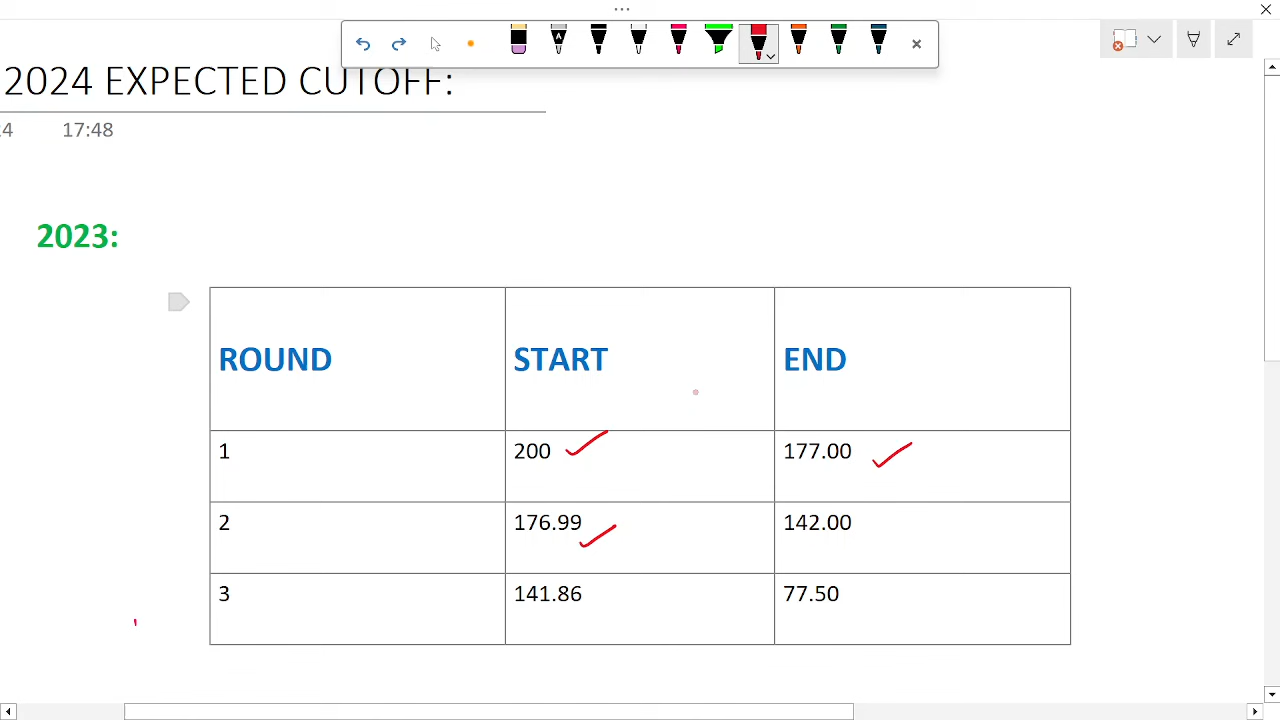 2024 EXPECTED CUTOFF:
24 17:48
2023:
ROUND START END
1 200 177.00
2 176.99 142.00
3 141.86 77.50